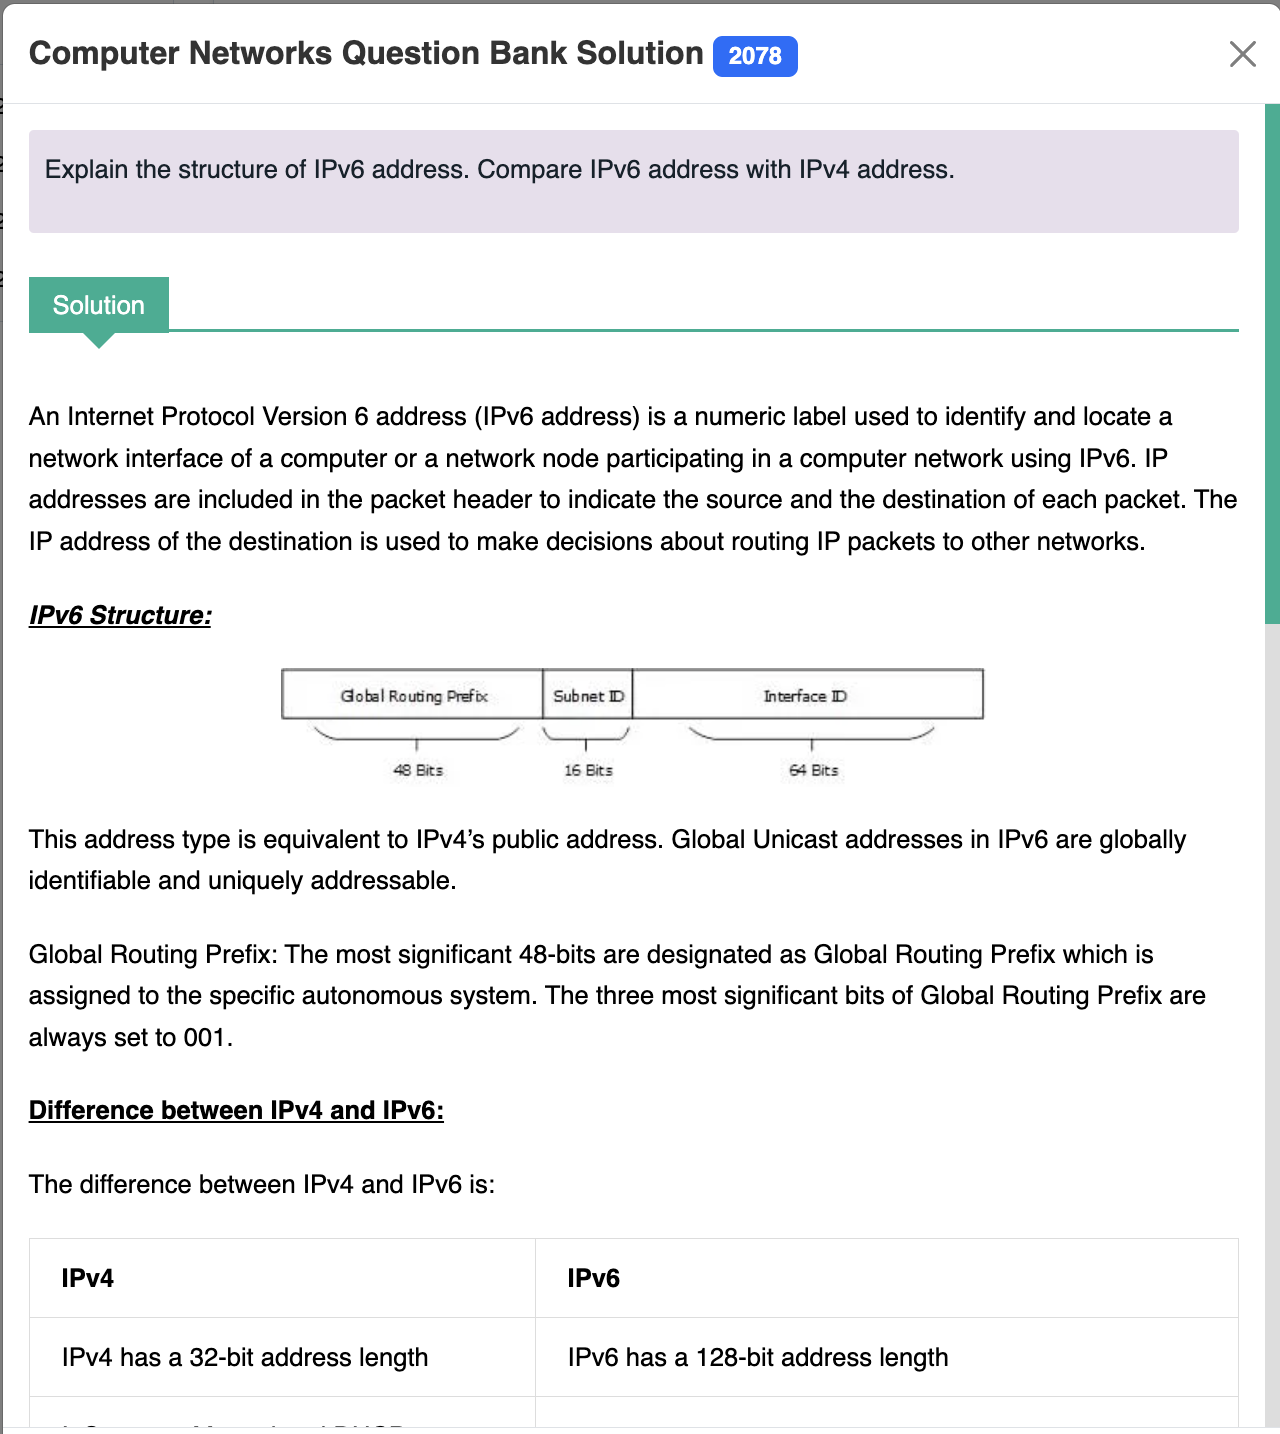 Computer Networks Question Bank Solution 2078
Explain the structure of IPv6 address. Compare IPv6 address with IPv4 address.
Solution
An Internet Protocol Version 6 address (IPv6 address) is a numeric label used to identify and locate a
network interface of a computer or a network node participating in a computer network using IPv6. IP
addresses are included in the packet header to indicate the source and the destination of each packet. The
IP address of the destination is used to make decisions about routing IP packets to other networks.
IPv6 Structure:
Global Routing Prefix Subnet ID Interface ID
48 Bits 16 Bits 64 Bits
This address type is equivalent to IPv4’s public address. Global Unicast addresses in IPv6 are globally
identifiable and uniquely addressable.
Global Routing Prefix: The most significant 48-bits are designated as Global Routing Prefix which is
assigned to the specific autonomous system. The three most significant bits of Global Routing Prefix are
always set to 001.
Difference between IPv4 and IPv6:
The difference between IPv4 and IPv6 is:
IPv4 IPv6
IPv4 has a 32-bit address length IPv6 has a 128-bit address length